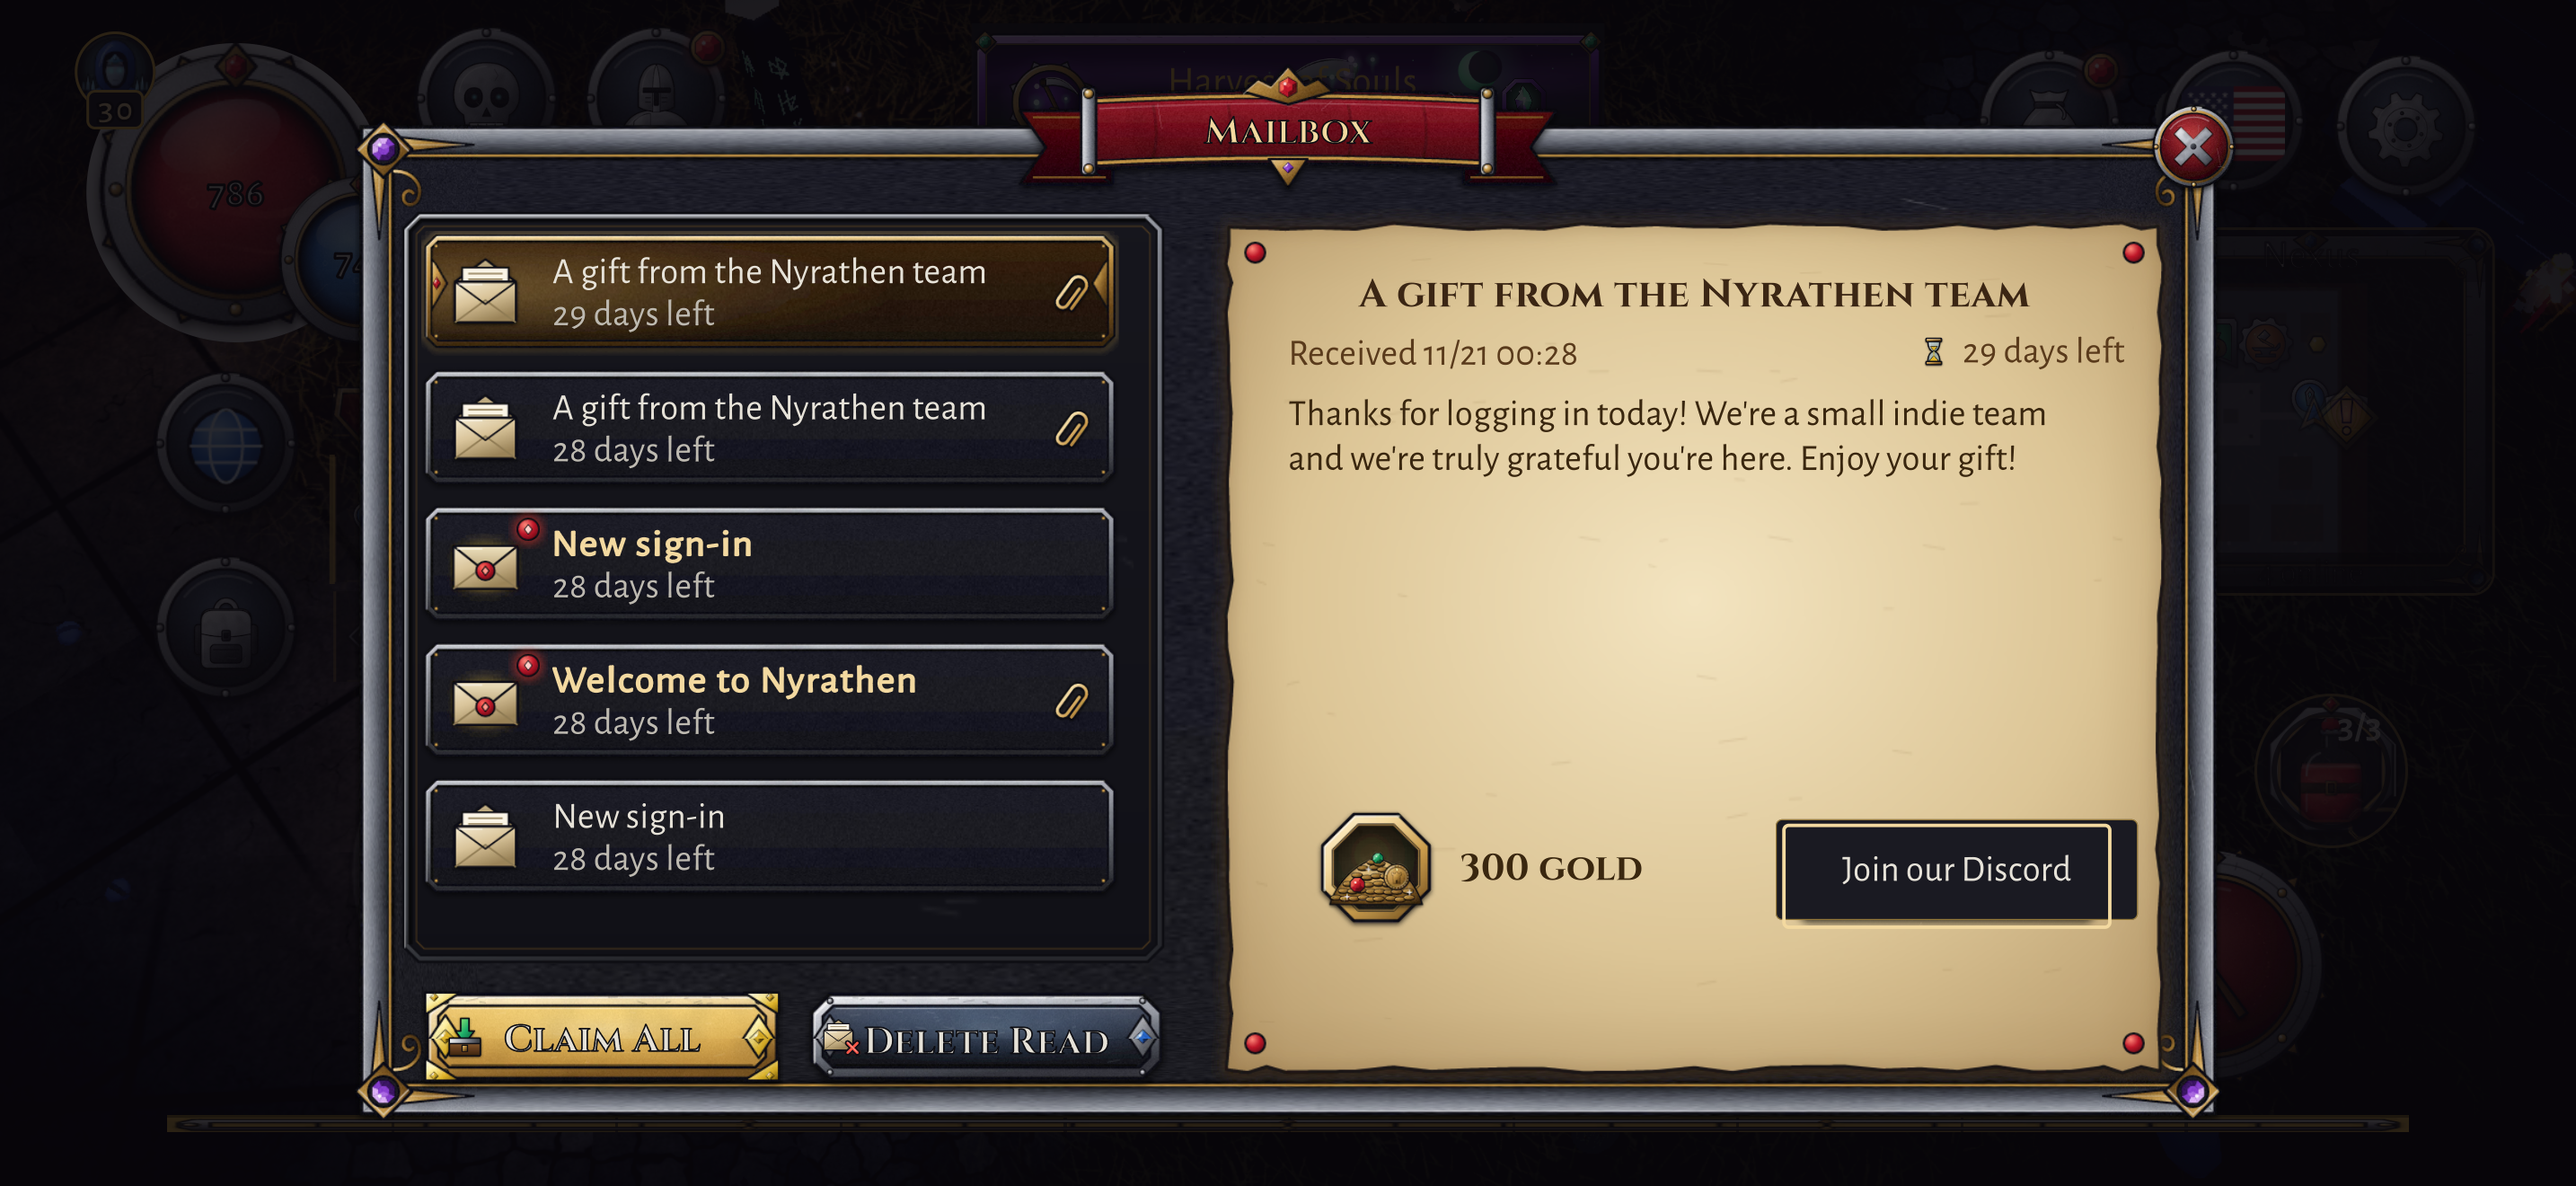 30
786
Mailbox
A gift from the Nyrathen team
29 days left
A gift from the Nyrathen team
28 days left
New sign-in
28 days left
Welcome to Nyrathen
28 days left
New sign-in
28 days left
Claim All
Delete Read
A gift from the Nyrathen team
Received 11/21 00:28
29 days left
Thanks for logging in today! We're a small indie team
and we're truly grateful you're here. Enjoy your gift!
300 gold
Join our Discord
3/3